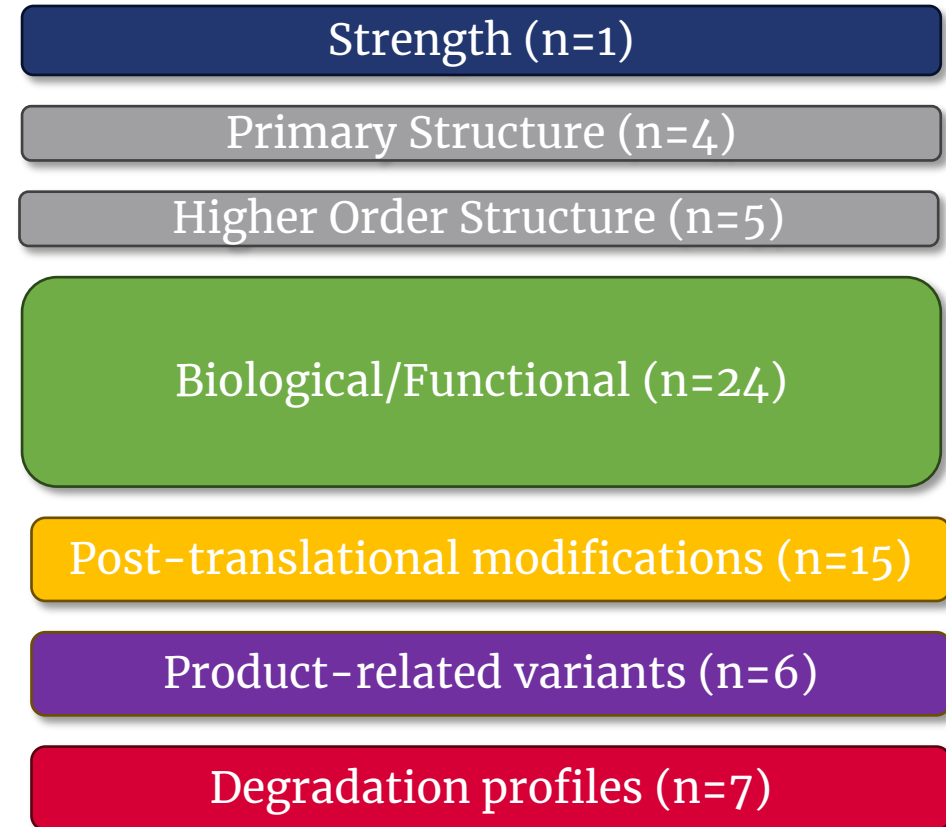 Strength (n=1)
Primary Structure (n=4)
Higher Order Structure (n=5)
Biological/Functional (n=24)
Post-translational modifications (n=15)
Product-related variants (n=6)
Degradation profiles (n=7)